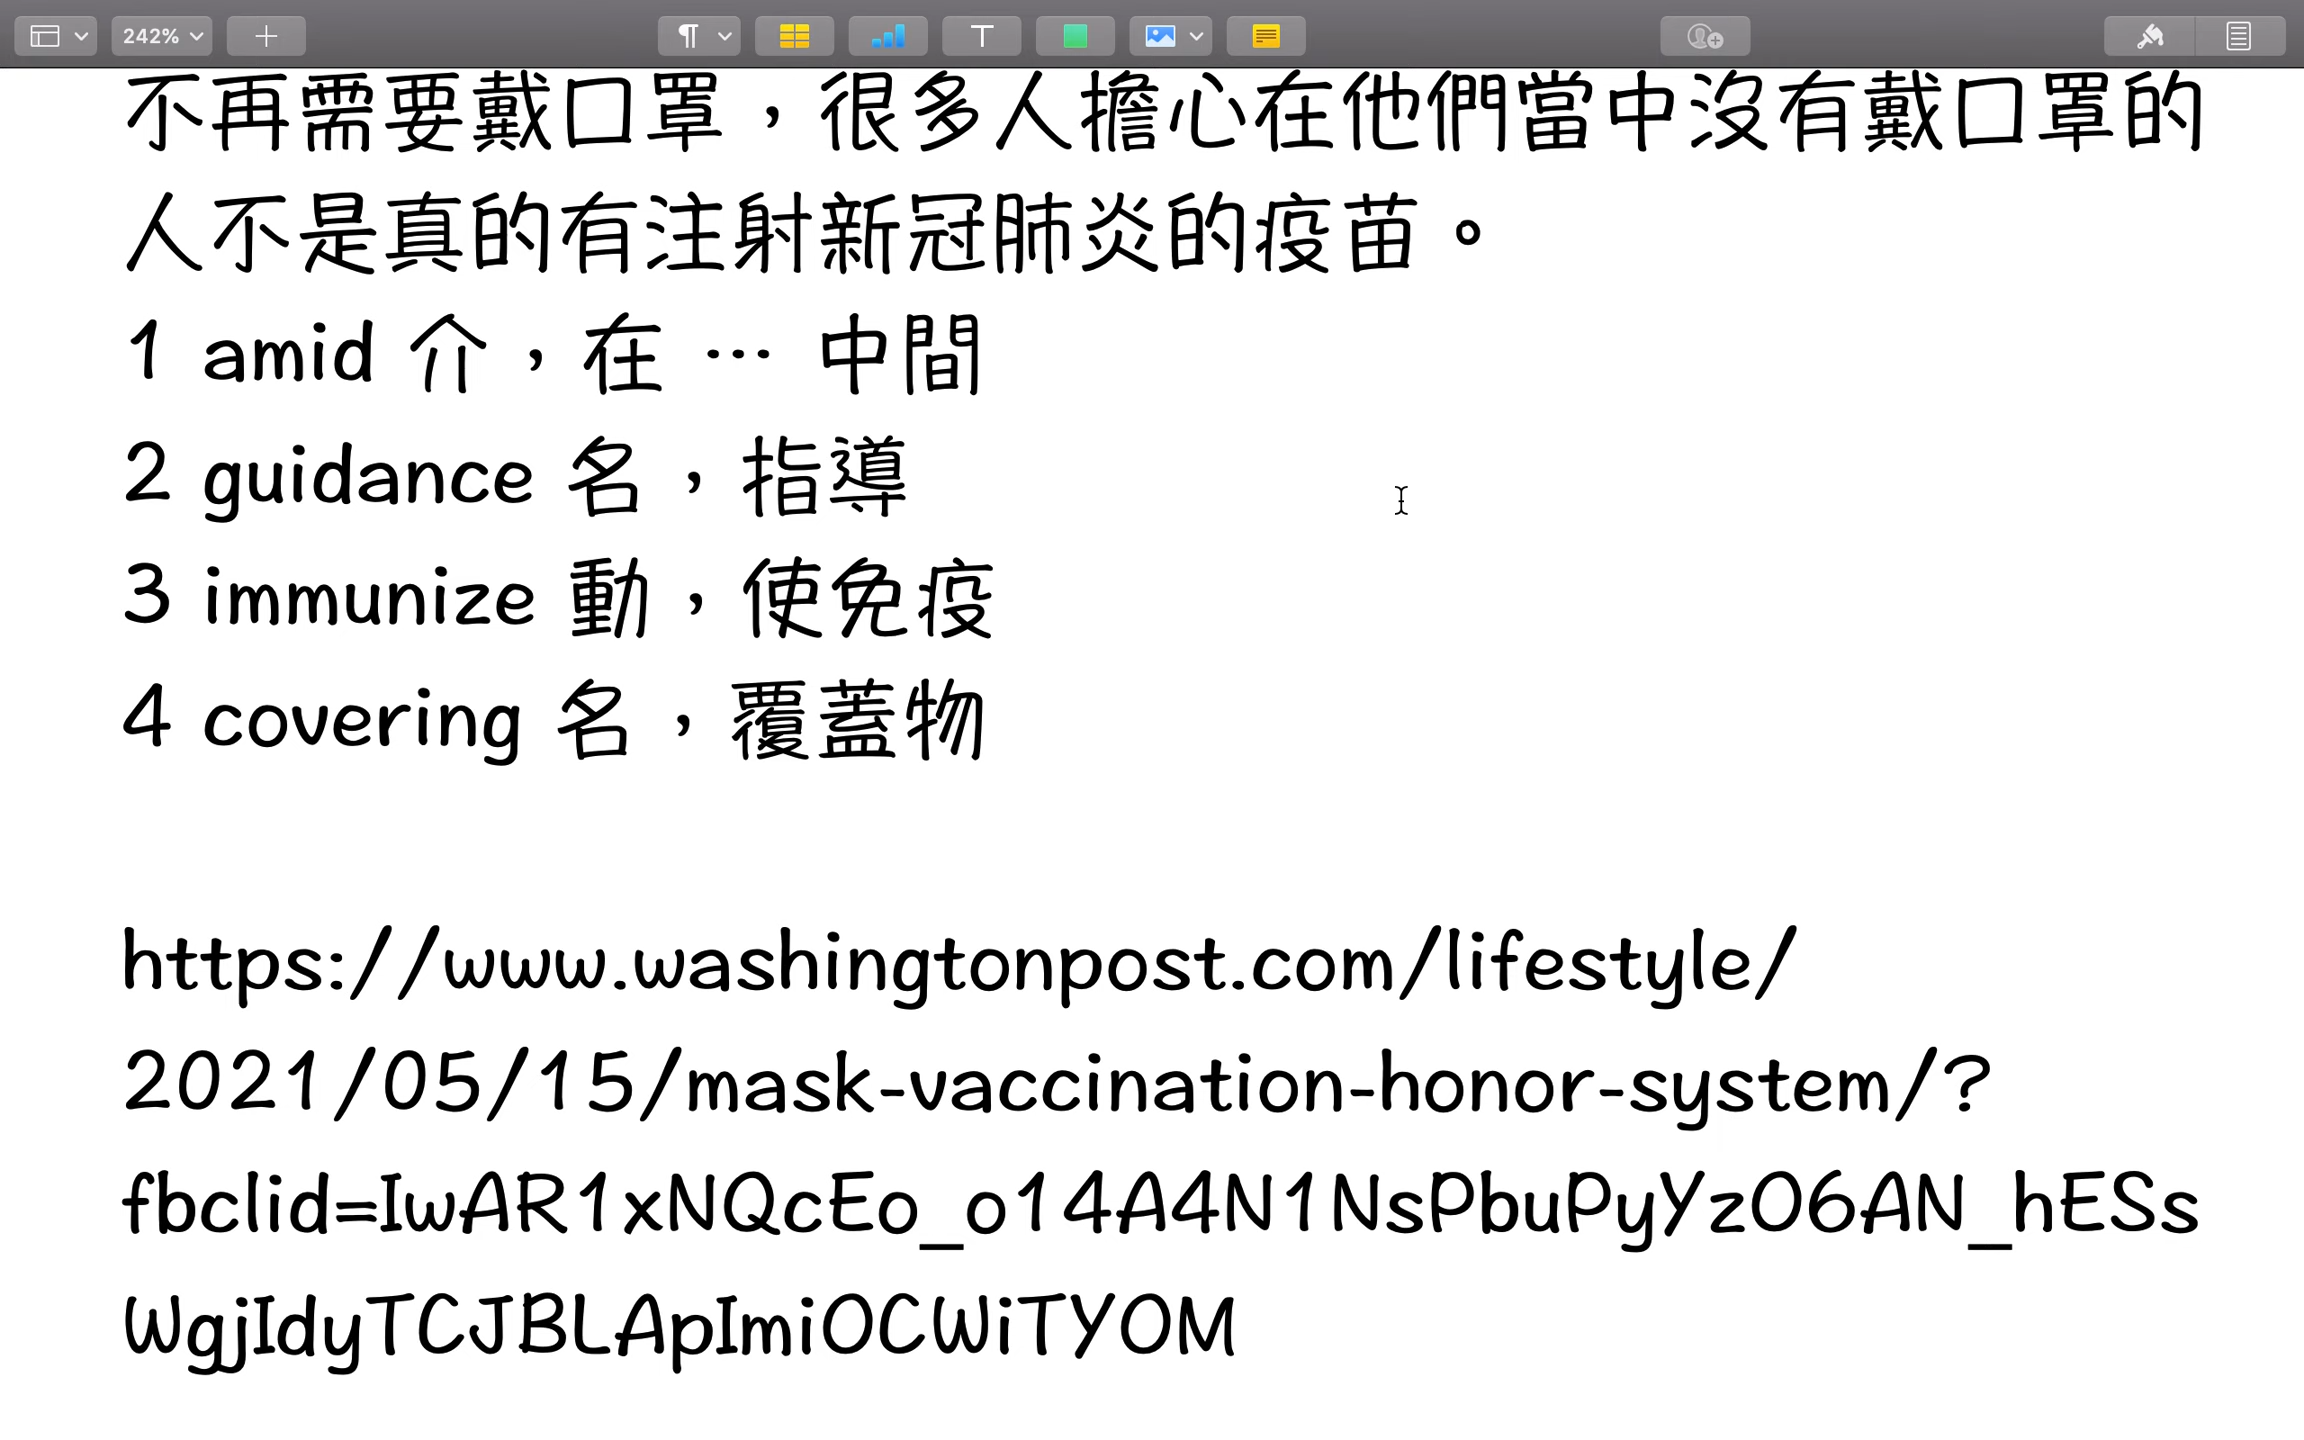 242%
不再需要戴口罩，很多人擔心在他們當中沒有戴口罩的
人不是真的有注射新冠肺炎的疫苗。
1 amid 介，在 … 中間
2 guidance 名，指導
3 immunize 動，使免疫
4 covering 名，覆蓋物
https://www.washingtonpost.com/lifestyle/
2021/05/15/mask-vaccination-honor-system/?
fbclid=IwAR1xNQcEo_o14A4N1NsPbuPyYzO6AN_hESs
WgjIdyTCJBLApImiOCWiTYOM